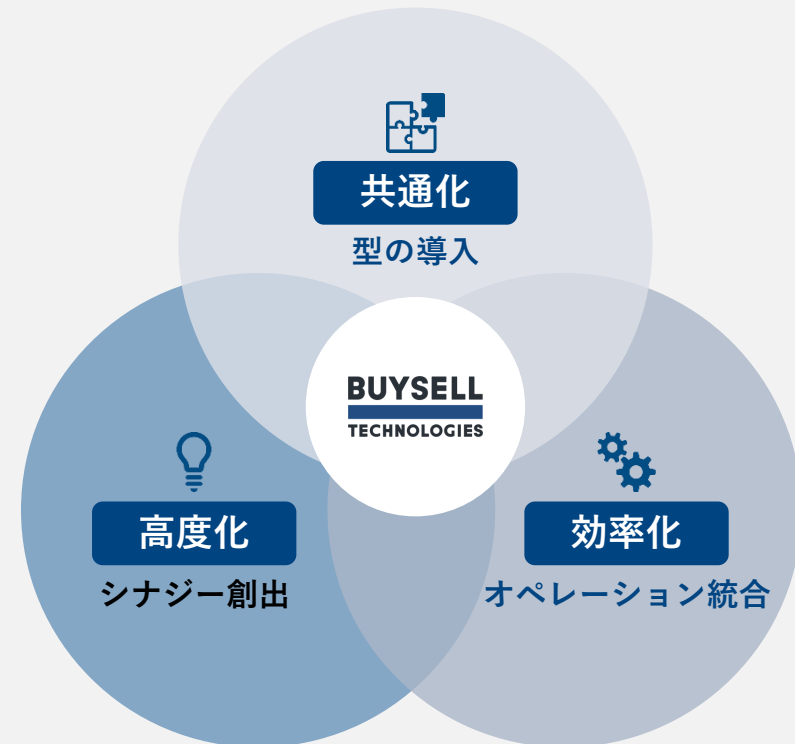 共通化
型の導入
BUYSELL
TECHNOLOGIES
高度化
シナジー創出
効率化
オペレーション統合